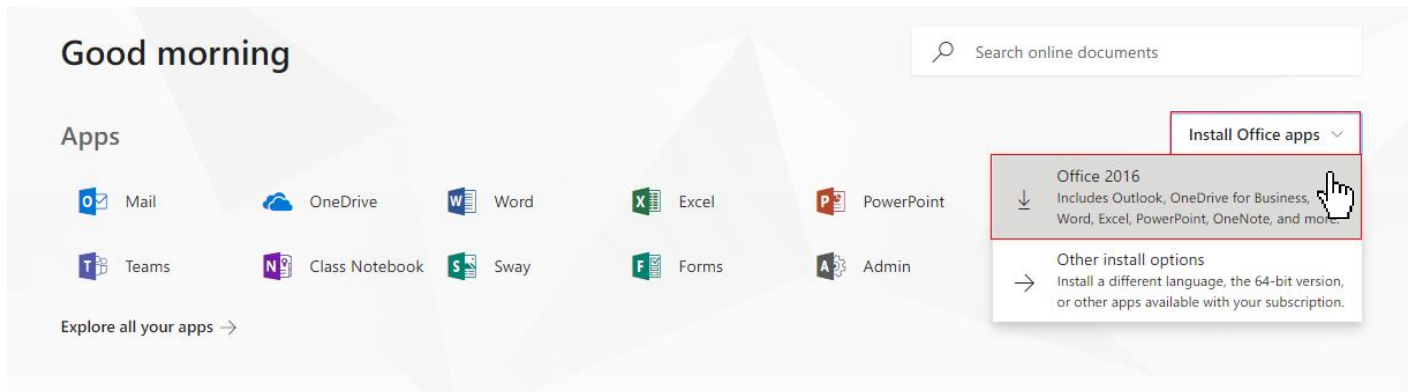 Good morning
Search online documents
Apps
Install Office apps
Office 2016
Includes Outlook, OneDrive for Business,
Word, Excel, PowerPoint, OneNote, and more.
Mail
OneDrive
Word
Excel
PowerPoint
Teams
Class Notebook
Sway
Forms
Admin
Other install options
Install a different language, the 64-bit version,
or other apps available with your subscription.
Explore all your apps